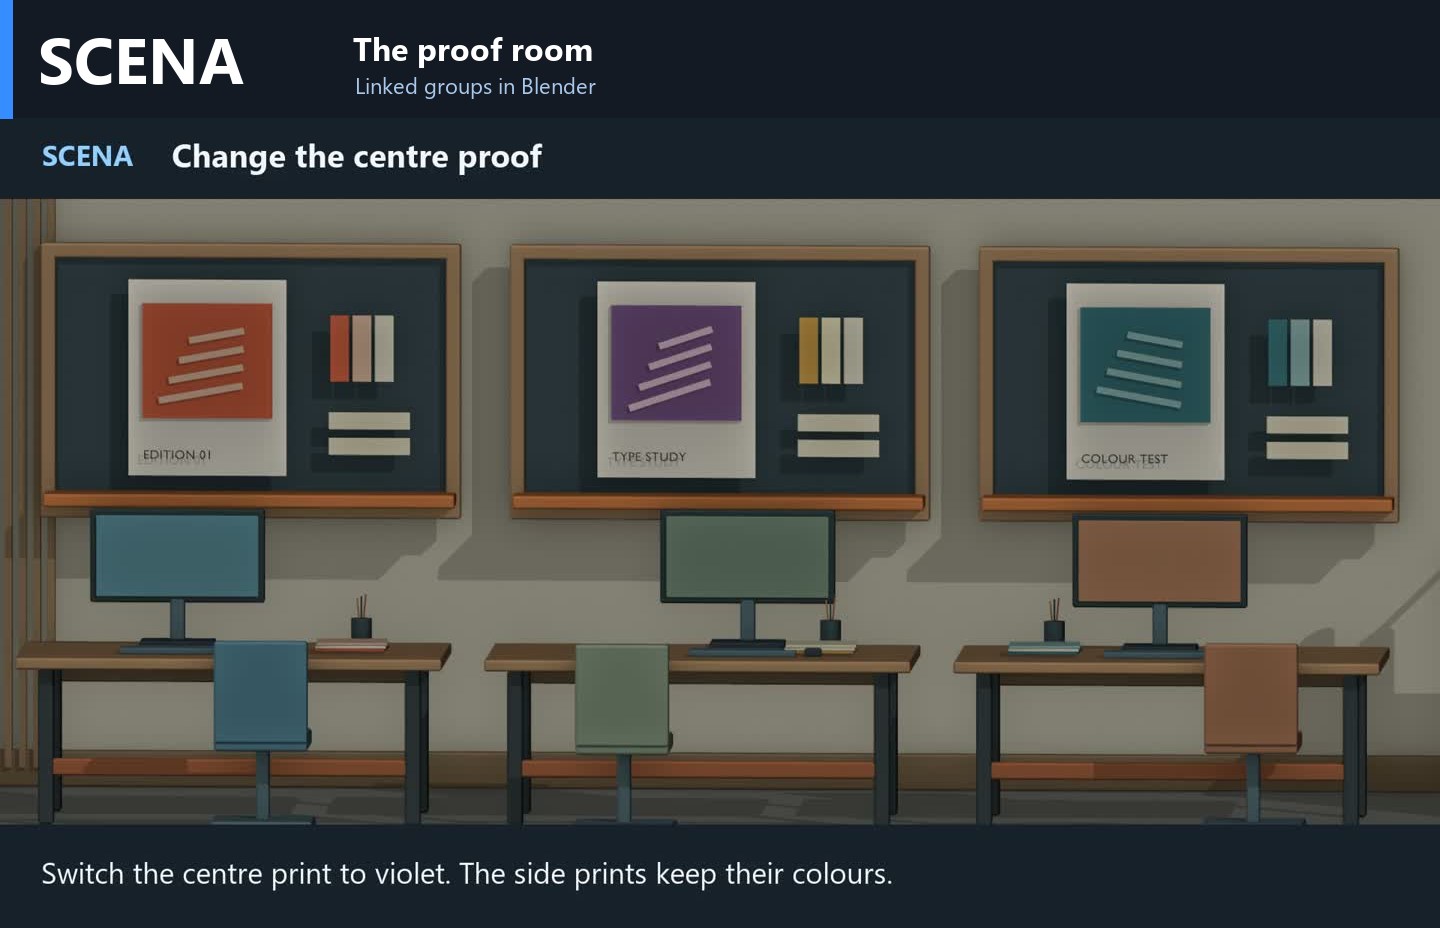 SCENA
The proof room
Linked groups in Blender
SCENA Change the centre proof
EDITION 01
TYPE STUDY
COLOUR TEST
Switch the centre print to violet. The side prints keep their colours.